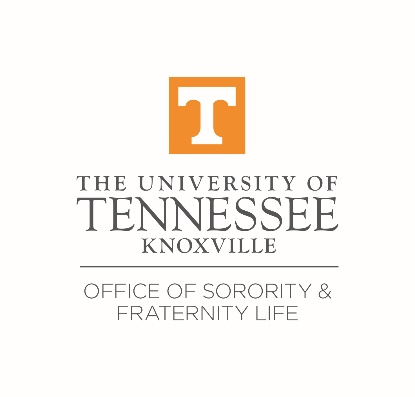 T
THE UNIVERSITY OF
TENNESSEE
KNOXVILLE
OFFICE OF SORORITY &
FRATERNITY LIFE